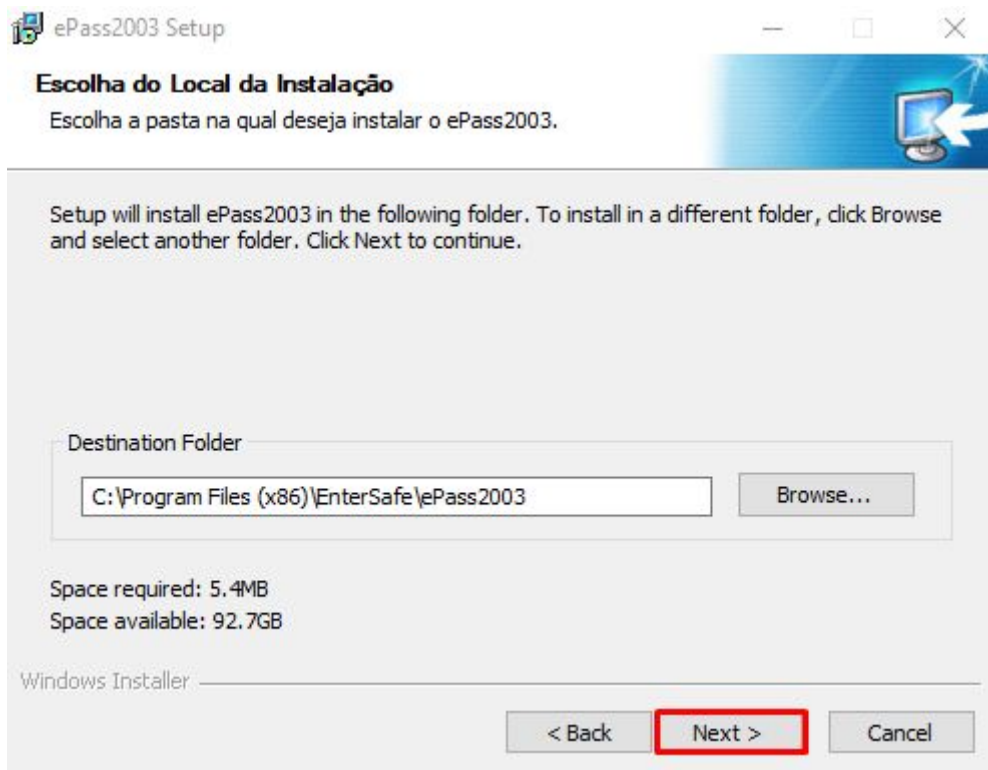 ePass2003 Setup
Escolha do Local da Instalação
Escolha a pasta na qual deseja instalar o ePass2003.
Setup will install ePass2003 in the following folder. To install in a different folder, click Browse
and select another folder. Click Next to continue.
Destination Folder
C:\Program Files (x86)\EnterSafe\ePass2003
Browse...
Space required: 5.4MB
Space available: 92.7GB
Windows Installer
< Back
Next >
Cancel